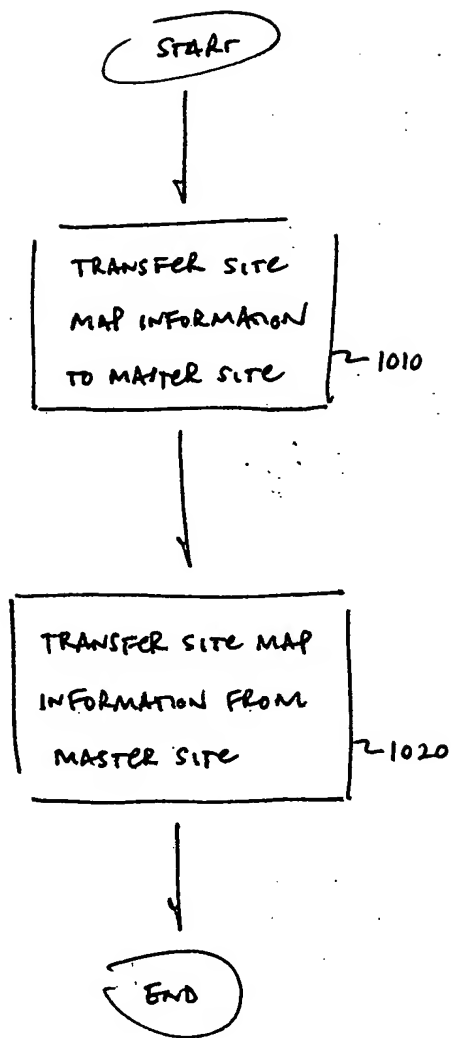 START
TRANSFER SITE
MAP INFORMATION
TO MASTER SITE
1010
TRANSFER SITE MAP
INFORMATION FROM
MASTER SITE
1020
END